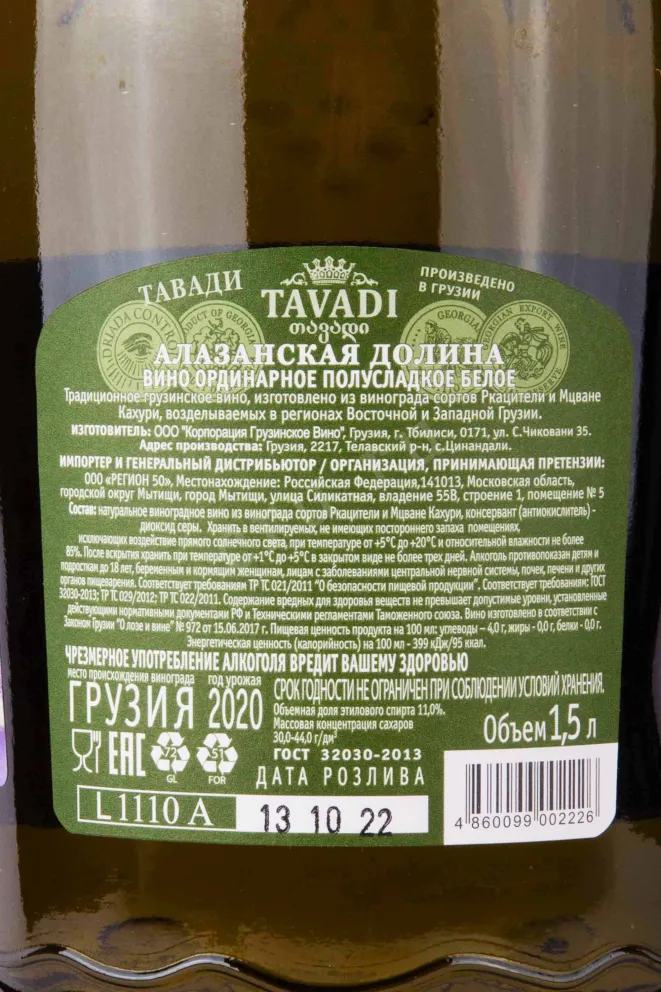 ТАВАДИ
TAVADI
თავადი
ПРОИЗВЕДЕНО
В ГРУЗИИ
АЛАЗАНСКАЯ ДОЛИНА
ВИНО ОРДИНАРНОЕ ПОЛУСЛАДКОЕ БЕЛОЕ
Традиционное грузинское вино, изготовлено из винограда сортов Ркацители и Мцване
Кахури, возделываемых в регионах Восточной и Западной Грузии.
ИЗГОТОВИТЕЛЬ: ООО "Корпорация Грузинское Вино", Грузия, г. Тбилиси, 0171, ул. С.Чиковани 35.
Адрес производства: Грузия, 2217, Телавский р-н, с.Цинандали.
ИМПОРТЕР И ГЕНЕРАЛЬНЫЙ ДИСТРИБЬЮТОР / ОРГАНИЗАЦИЯ, ПРИНИМАЮЩАЯ ПРЕТЕНЗИИ:
ООО «РЕГИОН 50», Местонахождение: Российская Федерация,141013, Московская область,
городской округ Мытищи, город Мытищи, улица Силикатная, владение 55В, строение 1, помещение № 5
Состав: натуральное виноградное вино из винограда сортов Ркацители и Мцване Кахури, консервант (антиокислитель) -
диоксид серы. Хранить в вентилируемых, не имеющих постороннего запаха помещениях,
исключающих воздействие прямого солнечного света, при температуре от +5°С до +20°С и относительной влажности не более
85%. После вскрытия хранить при температуре от +1°С до +5°С в закрытом виде не более трех дней. Алкоголь противопоказан детям и
подросткам до 18 лет, беременным и кормящим женщинам, лицам с заболеваниями центральной нервной системы, почек, печени и других
органов пищеварения. Соответствует требованиям ТР ТС 021/2011 "О безопасности пищевой продукции". Соответствует требованиям: ГОСТ
32030-2013; ТР ТС 029/2012; ТР ТС 022/2011. Содержание вредных для здоровья веществ не превышает допустимые уровни, установленные
действующими нормативными документами РФ и Техническими регламентами Таможенного союза. Вино изготовлено в соответствии с
Законом Грузии "О лозе и вине" № 972 от 15.06.2017 г. Пищевая ценность продукта на 100 мл: углеводы – 4,0 г, жиры - 0,0 г, белки - 0,0 г.
Энергетическая ценность (калорийность) на 100 мл - 399 кДж/95 ккал.
ЧРЕЗМЕРНОЕ УПОТРЕБЛЕНИЕ АЛКОГОЛЯ ВРЕДИТ ВАШЕМУ ЗДОРОВЬЮ
место происхождения винограда год урожая
ГРУЗИЯ 2020
СРОК ГОДНОСТИ НЕ ОГРАНИЧЕН ПРИ СОБЛЮДЕНИИ УСЛОВИЙ ХРАНЕНИЯ.
Объемная доля этилового спирта 11,0%.
Массовая концентрация сахаров
30,0-44,0 г/дм³
Объем 1,5 л
EAC
72
GL
51
FOR
ГОСТ 32030-2013
ДАТА РОЗЛИВА
L 1110 A
13 10 22
4 860099 002226